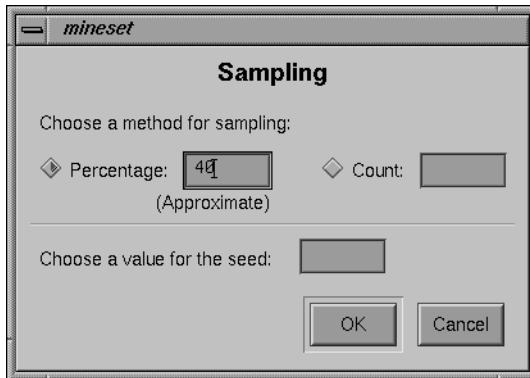 mineset
Sampling
Choose a method for sampling:
Percentage: 40 Count:
(Approximate)
Choose a value for the seed:
OK Cancel